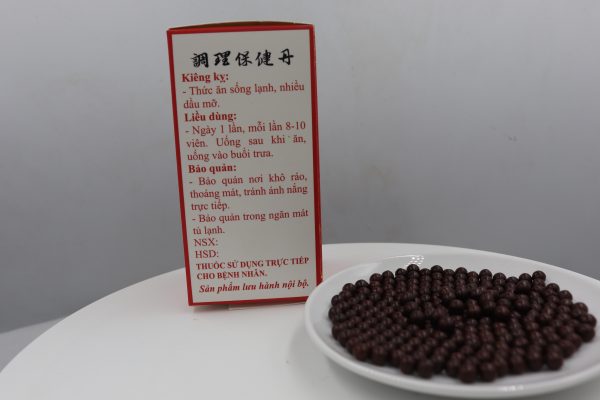 調理保健丹
Kiêng kỵ:
- Thức ăn sống lạnh, nhiều
dầu mỡ.
Liều dùng:
- Ngày 1 lần, mỗi lần 8-10
viên. Uống sau khi ăn,
uống vào buổi trưa.
Bảo quản:
- Bảo quản nơi khô ráo,
thoáng mát, tránh ánh nắng
trực tiếp.
- Bảo quản trong ngăn mát
tủ lạnh.
NSX:
HSD:
THUỐC SỬ DỤNG TRỰC TIẾP
CHO BỆNH NHÂN.
Sản phẩm lưu hành nội bộ.